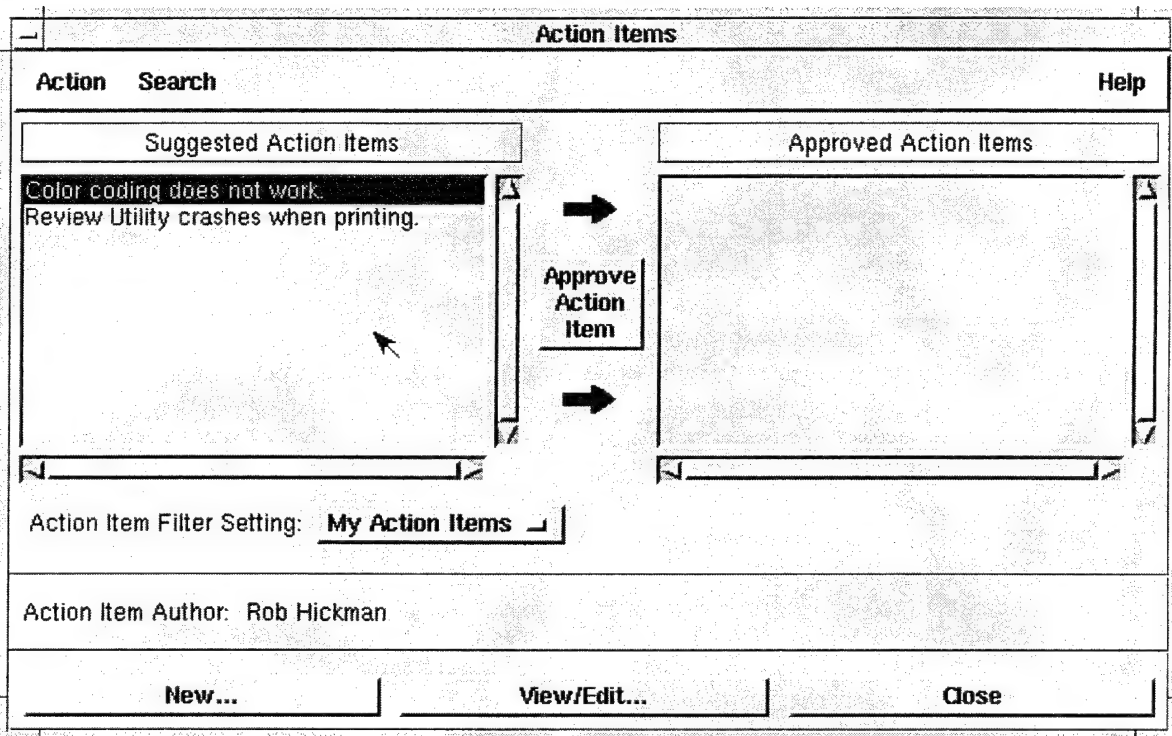 Action Items
Action Search Help
Suggested Action Items
Approved Action Items
Color coding does not work.
Review Utility crashes when printing.
Approve
Action
Item
Action Item Filter Setting: My Action Items
Action Item Author: Rob Hickman
New... View/Edit... Close